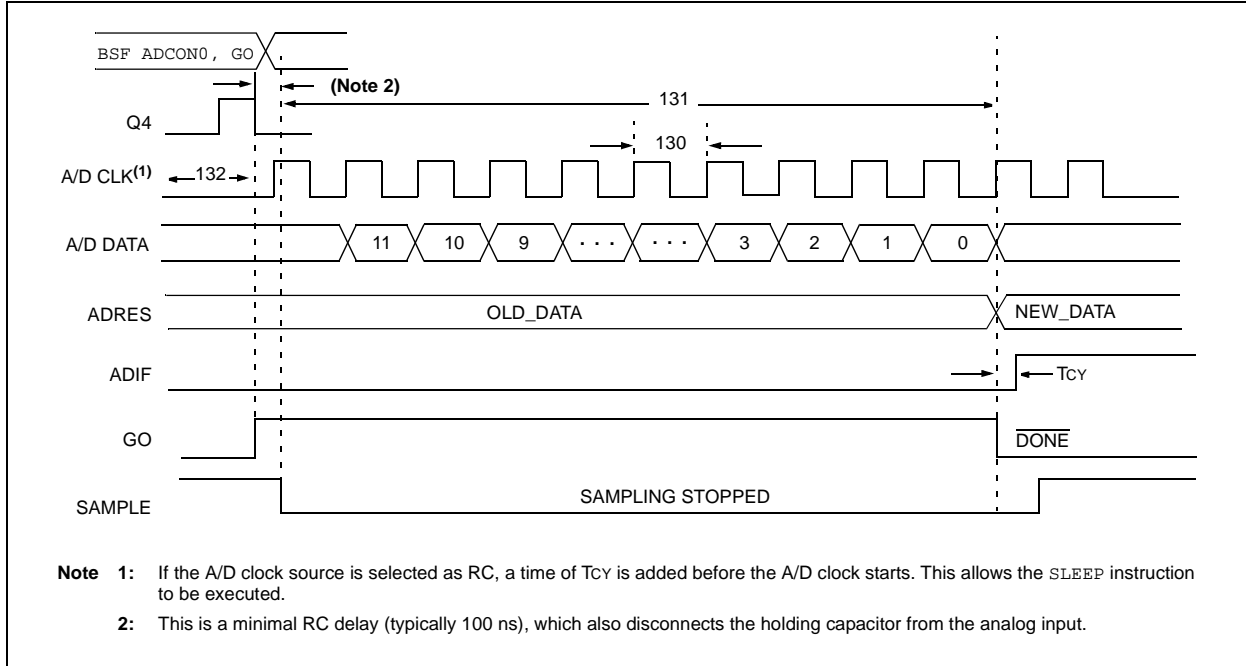 BSF ADCON0, GO
(Note 2)
131
Q4
130
A/D CLK(1)
132
A/D DATA
11 10 9 · · · · · · 3 2 1 0
ADRES
OLD_DATA
NEW_DATA
ADIF
TCY
GO
DONE
SAMPLE
SAMPLING STOPPED
Note 1: If the A/D clock source is selected as RC, a time of TCY is added before the A/D clock starts. This allows the SLEEP instruction
to be executed.
2: This is a minimal RC delay (typically 100 ns), which also disconnects the holding capacitor from the analog input.